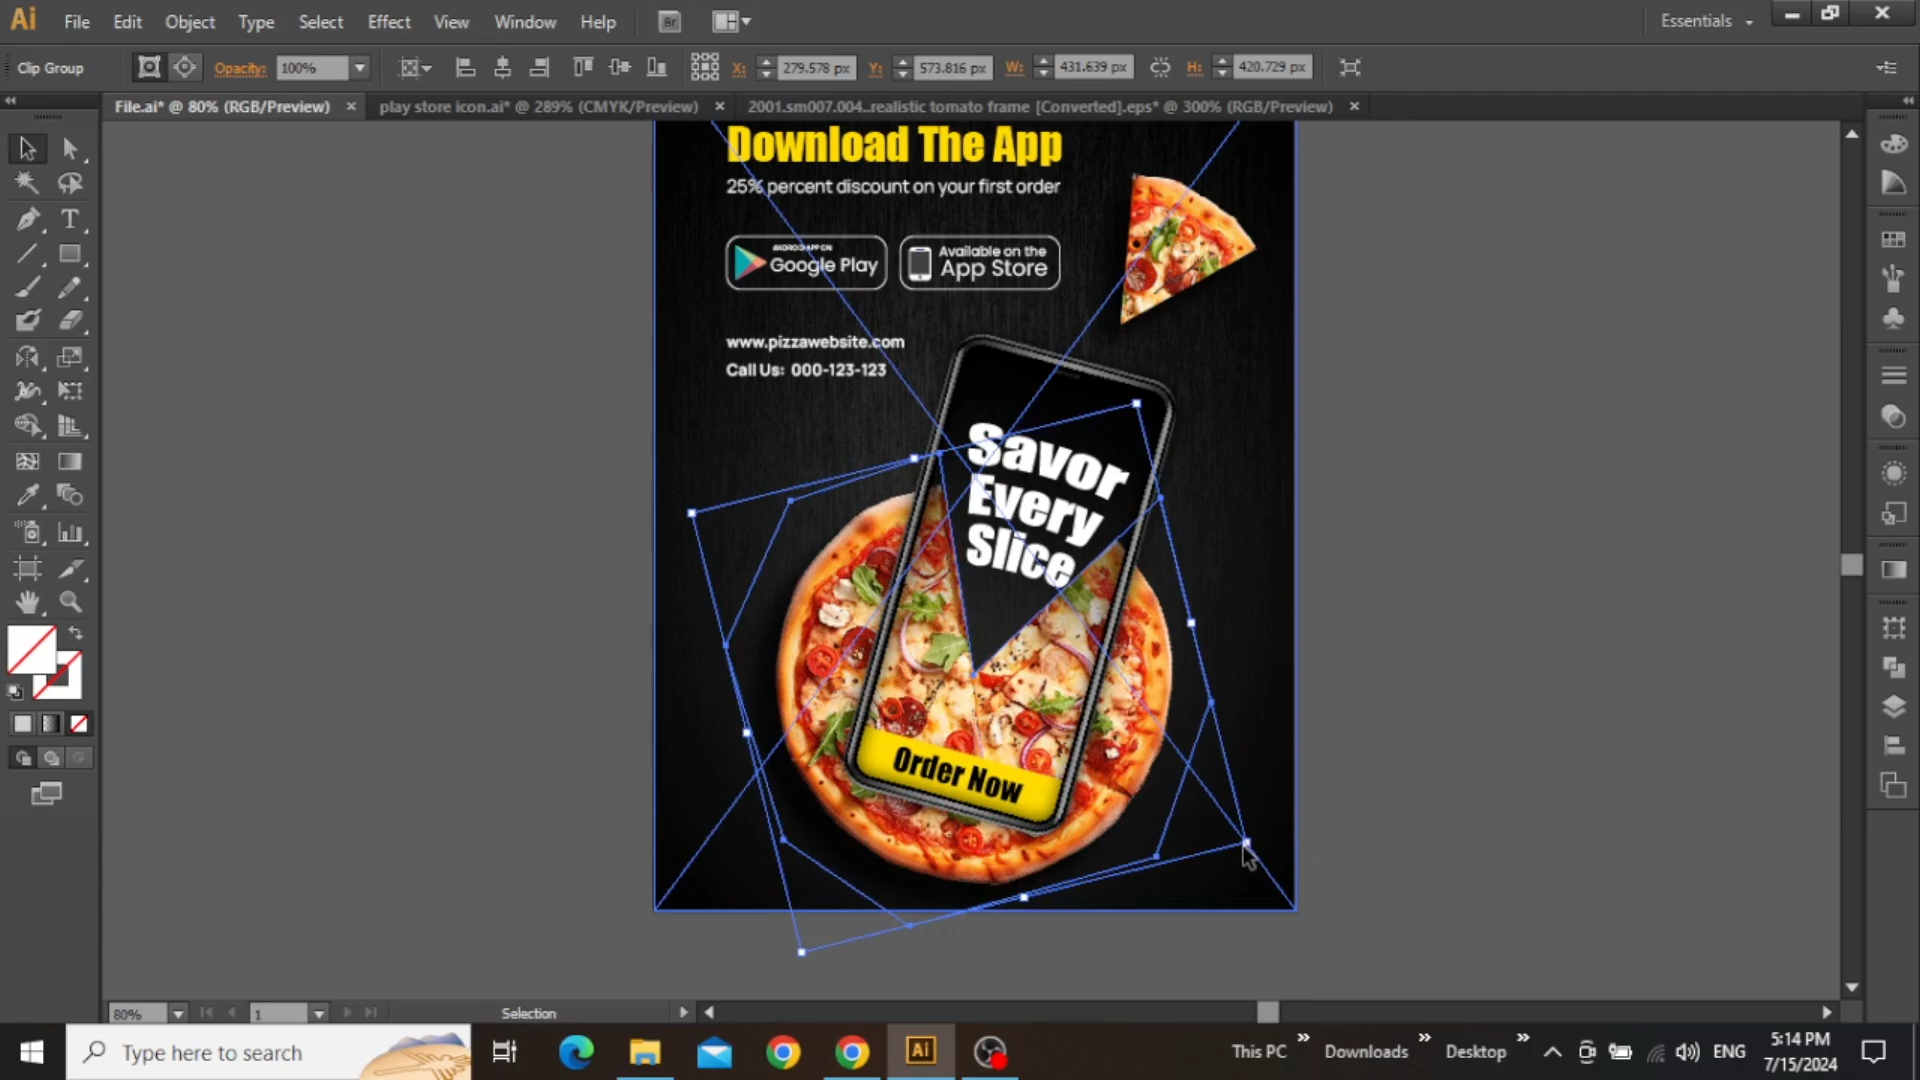 Ai File Edit Object Type Select Effect View Window Help Br Essentials
Clip Group Opacity: 100% X: 279.578 px Y: 573.816 px W: 431.639 px H: 420.729 px
File.ai* @ 80% (RGB/Preview) play store icon.ai* @ 289% (CMYK/Preview) 2001.sm007.004..realistic tomato frame [Converted].eps* @ 300% (RGB/Preview)
Download The App
25% percent discount on your first order
ANDROID APP ON
Google Play
Available on the
App Store
www.pizzawebsite.com
Call Us: 000-123-123
Savor
Every
Slice
Order Now
80% 1 Selection
Type here to search Ai This PC Downloads Desktop ENG
5:14 PM
7/15/2024